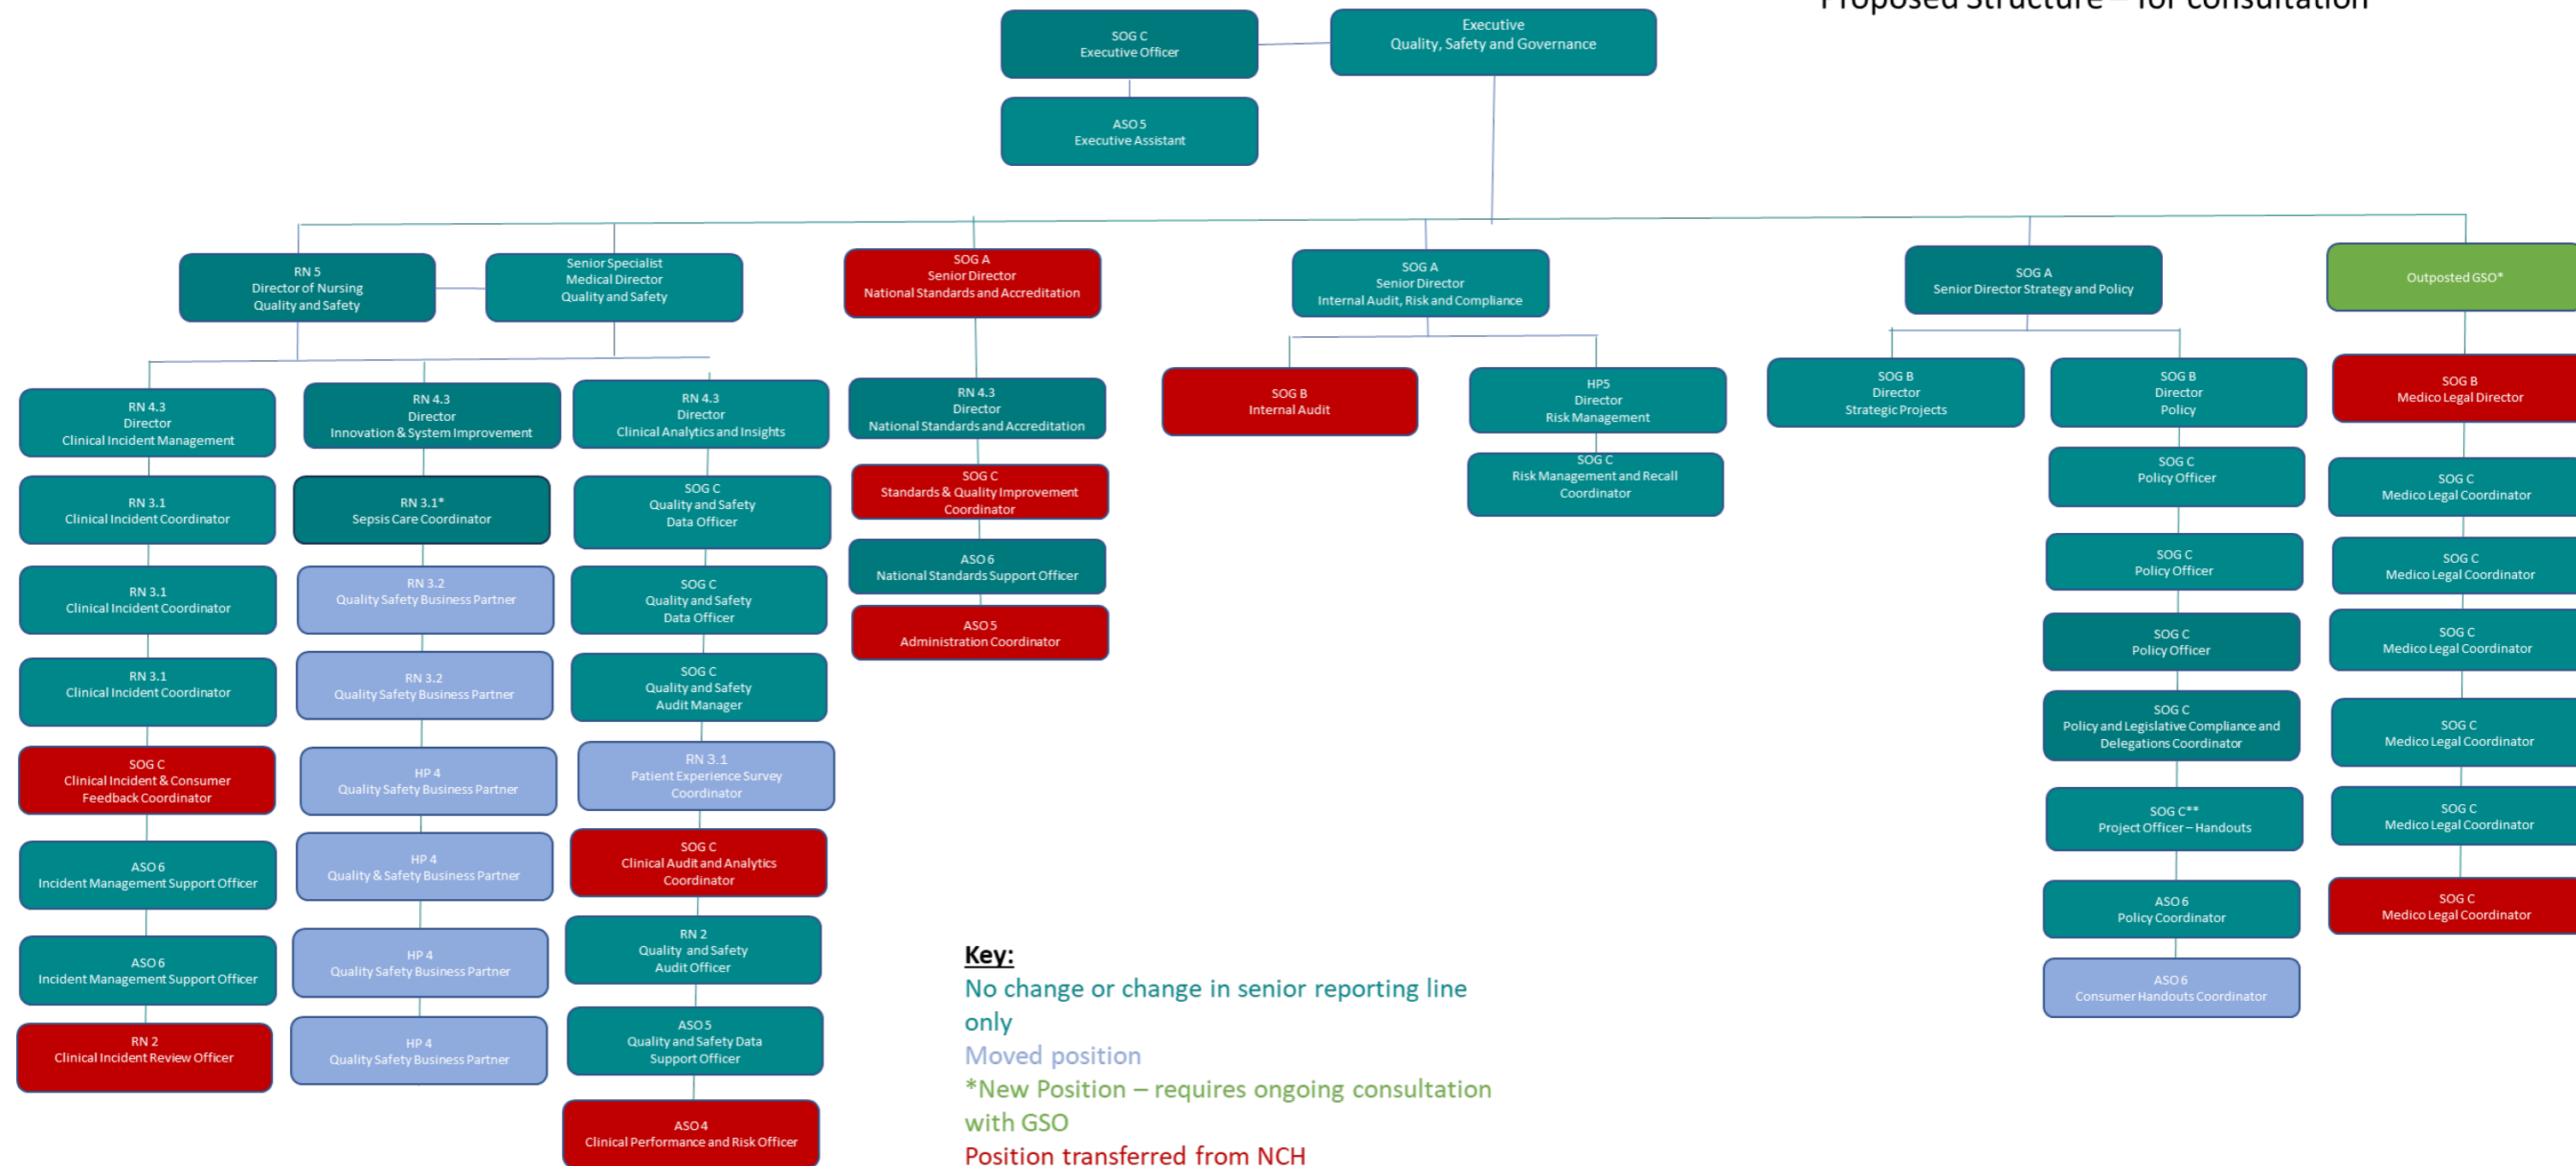 Proposed Structure – for consultation
SOG C
Executive Officer
Executive
Quality, Safety and Governance
ASO 5
Executive Assistant
RN 5
Director of Nursing
Quality and Safety
Senior Specialist
Medical Director
Quality and Safety
SOG A
Senior Director
National Standards and Accreditation
SOG A
Senior Director
Internal Audit, Risk and Compliance
SOG A
Senior Director Strategy and Policy
Outposted GSO*
RN 4.3
Director
Clinical Incident Management
RN 3.1
Clinical Incident Coordinator
RN 3.1
Clinical Incident Coordinator
RN 3.1
Clinical Incident Coordinator
SOG C
Clinical Incident & Consumer
Feedback Coordinator
ASO 6
Incident Management Support Officer
ASO 6
Incident Management Support Officer
RN 2
Clinical Incident Review Officer
RN 4.3
Director
Innovation & System Improvement
RN 3.1*
Sepsis Care Coordinator
RN 3.2
Quality Safety Business Partner
RN 3.2
Quality Safety Business Partner
HP 4
Quality Safety Business Partner
HP 4
Quality & Safety Business Partner
HP 4
Quality Safety Business Partner
HP 4
Quality Safety Business Partner
RN 4.3
Director
Clinical Analytics and Insights
SOG C
Quality and Safety
Data Officer
SOG C
Quality and Safety
Data Officer
SOG C
Quality and Safety
Audit Manager
RN 3.1
Patient Experience Survey
Coordinator
SOG C
Clinical Audit and Analytics
Coordinator
RN 2
Quality and Safety
Audit Officer
ASO 5
Quality and Safety Data
Support Officer
ASO 4
Clinical Performance and Risk Officer
RN 4.3
Director
National Standards and Accreditation
SOG C
Standards & Quality Improvement
Coordinator
ASO 6
National Standards Support Officer
ASO 5
Administration Coordinator
SOG B
Internal Audit
HP5
Director
Risk Management
SOG C
Risk Management and Recall
Coordinator
SOG B
Director
Strategic Projects
SOG B
Director
Policy
SOG C
Policy Officer
SOG C
Policy Officer
SOG C
Policy Officer
SOG C
Policy and Legislative Compliance and
Delegations Coordinator
SOG C**
Project Officer – Handouts
ASO 6
Policy Coordinator
ASO 6
Consumer Handouts Coordinator
SOG B
Medico Legal Director
SOG C
Medico Legal Coordinator
SOG C
Medico Legal Coordinator
SOG C
Medico Legal Coordinator
SOG C
Medico Legal Coordinator
SOG C
Medico Legal Coordinator
SOG C
Medico Legal Coordinator
Key:
No change or change in senior reporting line
only
Moved position
*New Position – requires ongoing consultation
with GSO
Position transferred from NCH